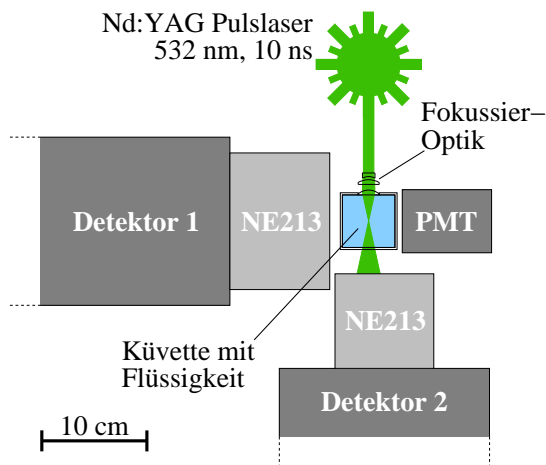 Nd:YAG Pulslaser
532 nm, 10 ns
Fokussier–
Optik
Detektor 1
NE213
PMT
NE213
Küvette mit
Flüssigkeit
Detektor 2
10 cm